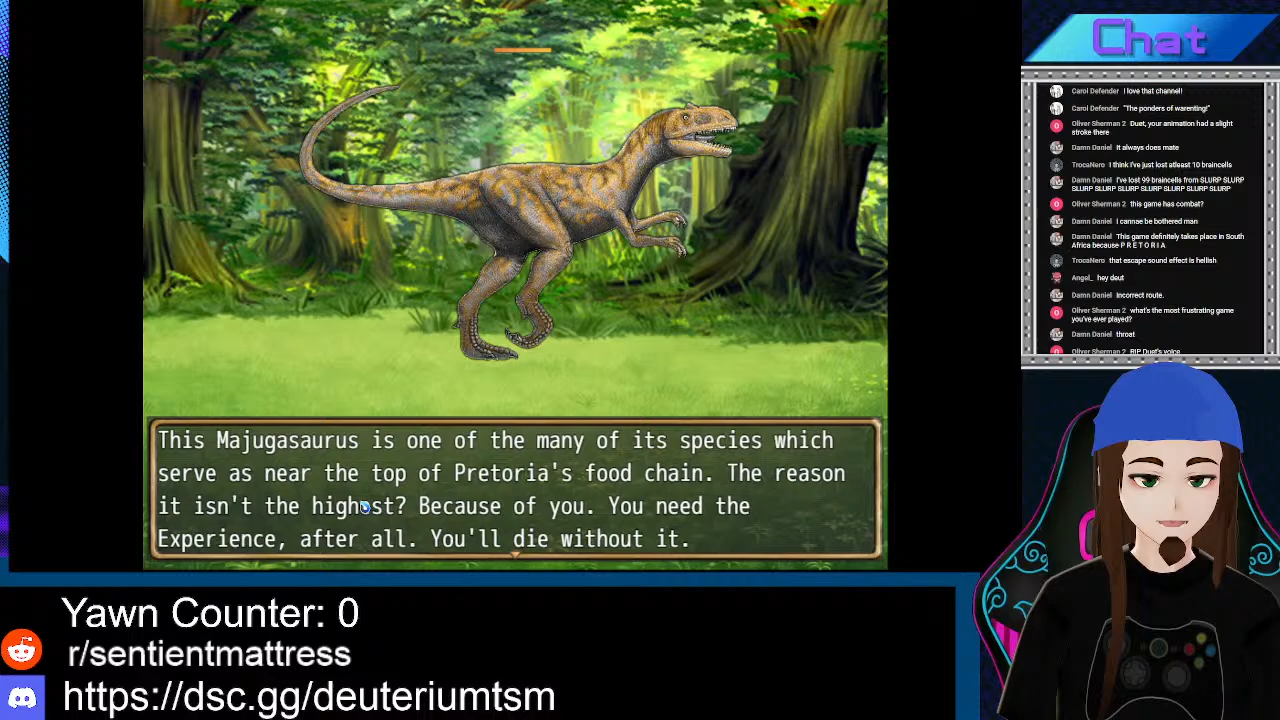 This Majugasaurus is one of the many of its species which
serve as near the top of Pretoria's food chain. The reason
it isn't the highest? Because of you. You need the
Experience, after all. You'll die without it.
Chat
Carol Defender I love that channel!
Carol Defender "The ponders of warenting!"
Oliver Sherman 2 Duet, your animation had a slight
stroke there
Damn Daniel It always does mate
TrocaNero I think I've just lost atleast 10 braincells
Damn Daniel I've lost 99 braincells from SLURP SLURP
SLURP SLURP SLURP SLURP SLURP SLURP
Oliver Sherman 2 this game has combat?
Damn Daniel I cannae be bothered man
Damn Daniel This game definitely takes place in South
Africa because P R E T O R I A
TrocaNero that escape sound effect is hellish
Angel_ hey deut
Damn Daniel Incorrect route.
Oliver Sherman 2 what's the most frustrating game
you've ever played?
Damn Daniel throat
Oliver Sherman 2 RIP Duet's voice
Yawn Counter: 0
r/sentientmattress
https://dsc.gg/deuteriumtsm